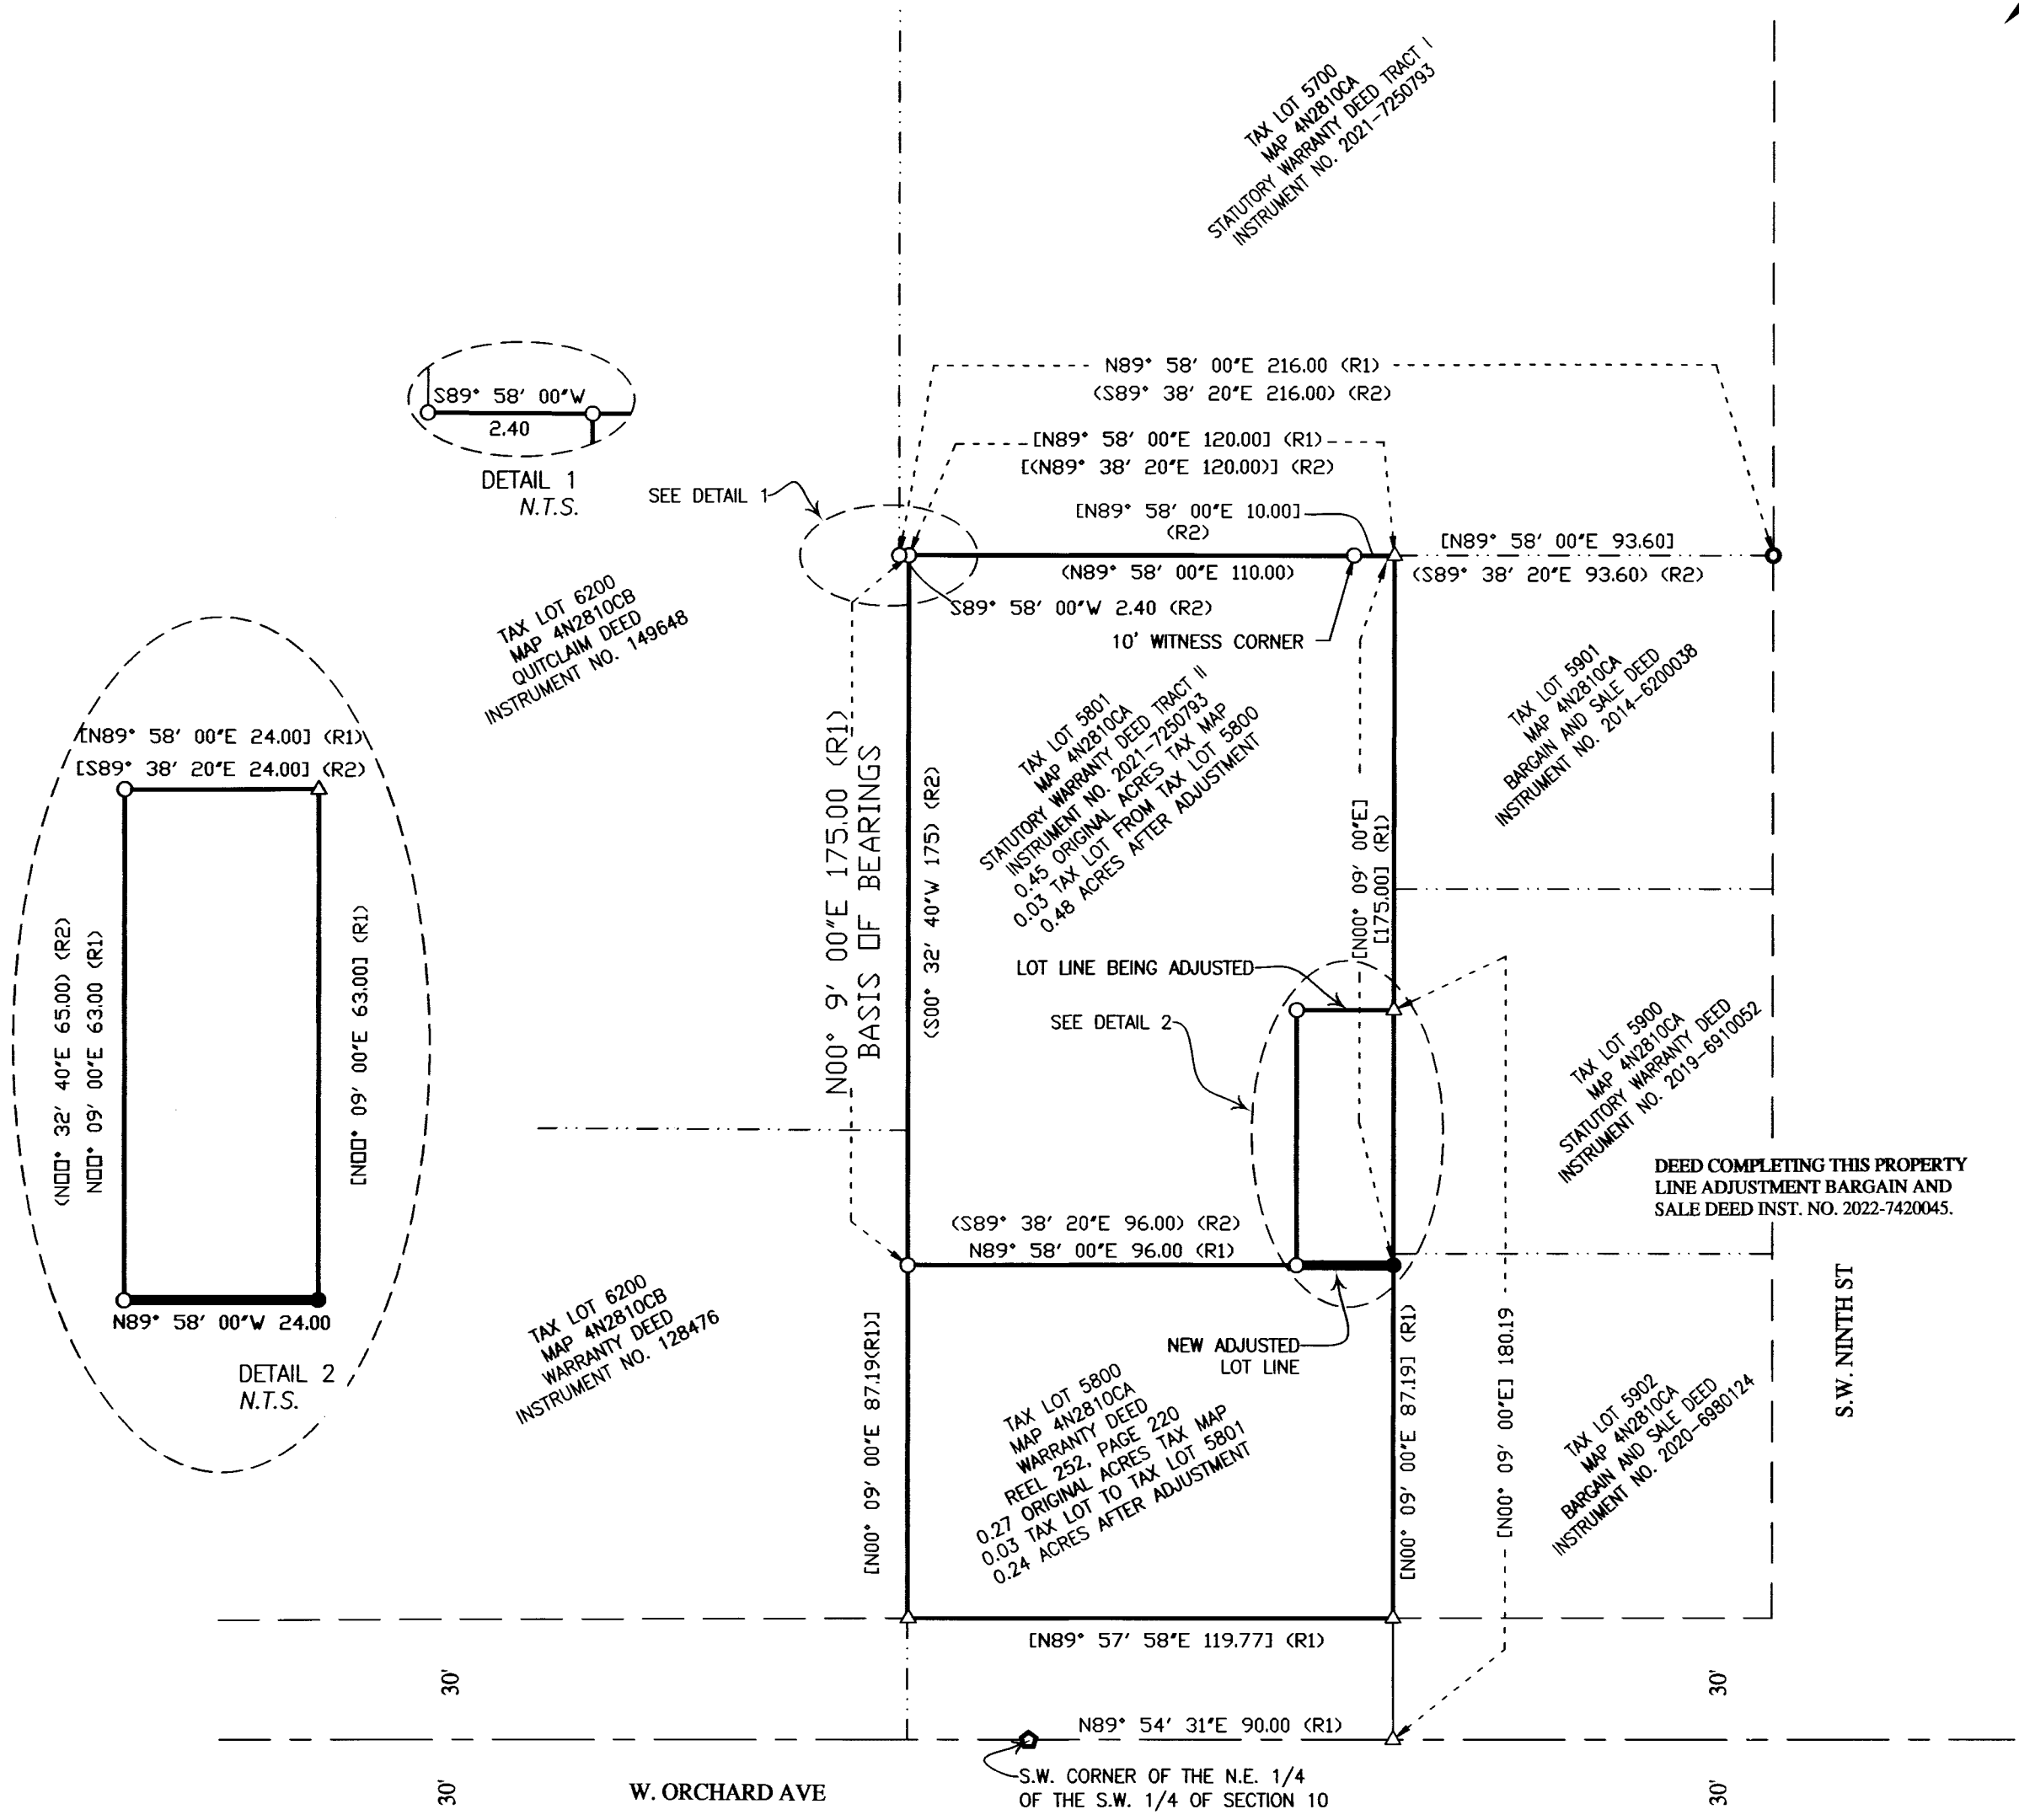 TAX LOT 5700
MAP 4N2810CA
STATUTORY WARRANTY DEED TRACT I
INSTRUMENT NO. 2021-7250793
N89° 58′ 00″E 216.00 (R1)
(S89° 38′ 20″E 216.00) (R2)
S89° 58′ 00″W
2.40
DETAIL 1
N.T.S.
[N89° 58′ 00″E 120.00] (R1)
[(N89° 38′ 20″E 120.00)] (R2)
SEE DETAIL 1
[N89° 58′ 00″E 10.00]
(R2)
[N89° 58′ 00″E 93.60]
(N89° 58′ 00″E 110.00)
(S89° 38′ 20″E 93.60) (R2)
S89° 58′ 00″W 2.40 (R2)
10' WITNESS CORNER
TAX LOT 6200
MAP 4N2810CB
QUITCLAIM DEED
INSTRUMENT NO. 149648
TAX LOT 5801
MAP 4N2810CA
STATUTORY WARRANTY DEED TRACT II
INSTRUMENT NO. 2021-7250793
0.45 ORIGINAL ACRES TAX MAP
0.03 TAX LOT FROM TAX LOT 5800
0.48 ACRES AFTER ADJUSTMENT
TAX LOT 5901
MAP 4N2810CA
BARGAIN AND SALE DEED
INSTRUMENT NO. 2014-6200038
[N89° 58′ 00″E 24.00] (R1)
[S89° 38′ 20″E 24.00] (R2)
N00° 9′ 00″E 175.00 (R1)
BASIS OF BEARINGS
(S00° 32′ 40″W 175) (R2)
[N00° 09′ 00″E]
[175.00] (R1)
(N00° 32′ 40″E 65.00) (R2)
N00° 09′ 00″E 63.00 (R1)
[N00° 09′ 00″E 63.00] (R1)
LOT LINE BEING ADJUSTED
SEE DETAIL 2
TAX LOT 5900
MAP 4N2810CA
STATUTORY WARRANTY DEED
INSTRUMENT NO. 2019-6910052
DEED COMPLETING THIS PROPERTY
LINE ADJUSTMENT BARGAIN AND
SALE DEED INST. NO. 2022-7420045.
(S89° 38′ 20″E 96.00) (R2)
N89° 58′ 00″E 96.00 (R1)
N89° 58′ 00″W 24.00
DETAIL 2
N.T.S.
TAX LOT 6200
MAP 4N2810CB
WARRANTY DEED
INSTRUMENT NO. 128476
[N00° 09′ 00″E 87.19(R1)]
NEW ADJUSTED
LOT LINE
TAX LOT 5800
MAP 4N2810CA
WARRANTY DEED
REEL 252, PAGE 220
0.27 ORIGINAL ACRES TAX MAP
0.03 TAX LOT TO TAX LOT 5801
0.24 ACRES AFTER ADJUSTMENT
[N00° 09′ 00″E 87.19] (R1)
[N00° 09′ 00″E] 180.19
TAX LOT 5902
MAP 4N2810CA
BARGAIN AND SALE DEED
INSTRUMENT NO. 2020-6980124
S.W. NINTH ST
[N89° 57′ 58″E 119.77] (R1)
30'
30'
N89° 54′ 31″E 90.00 (R1)
30'
W. ORCHARD AVE
S.W. CORNER OF THE N.E. 1/4
OF THE S.W. 1/4 OF SECTION 10
30'